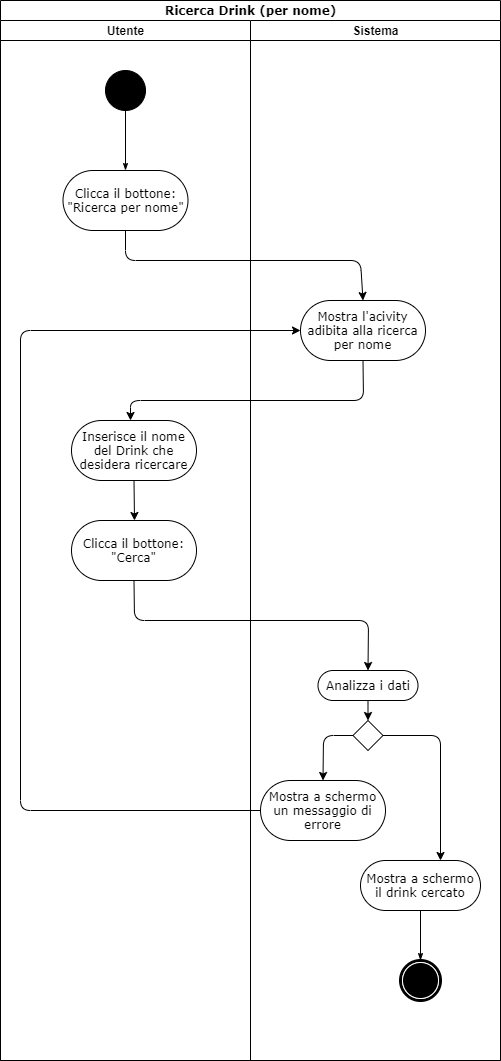 Ricerca Drink (per nome)
Utente
Sistema
Clicca il bottone:
"Ricerca per nome"
Mostra l'acivity
adibita alla ricerca
per nome
Inserisce il nome
del Drink che
desidera ricercare
Clicca il bottone:
"Cerca"
Analizza i dati
Mostra a schermo
un messaggio di
errore
Mostra a schermo
il drink cercato